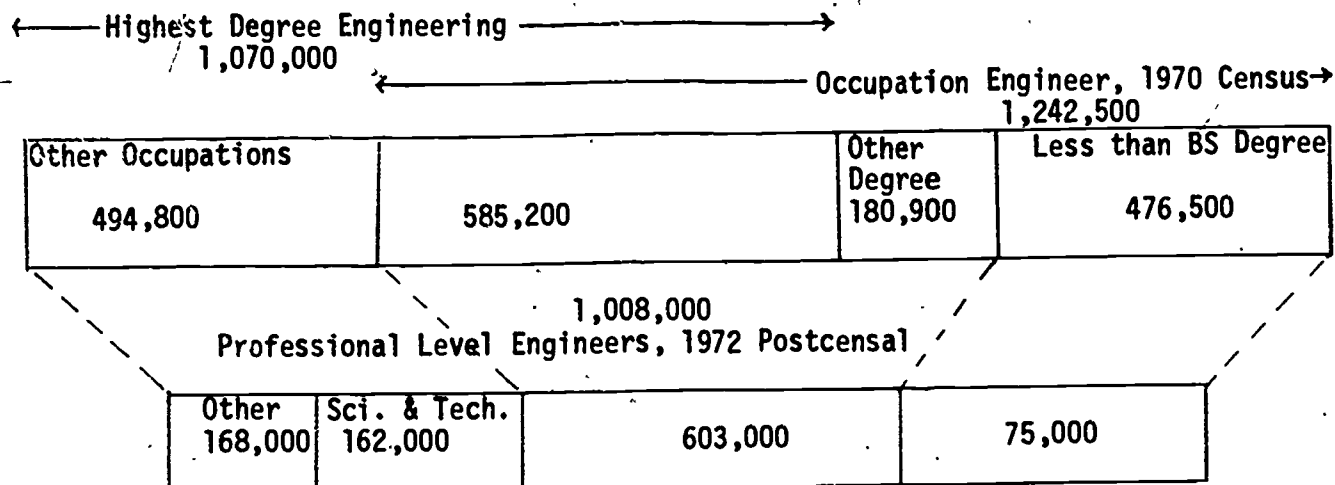 Highest Degree Engineering
1,070,000
Occupation Engineer, 1970 Census
1,242,500
Other Occupations
494,800
585,200
Other
Degree
180,900
Less than BS Degree
476,500
1,008,000
Professional Level Engineers, 1972 Postcensal
Other
168,000
Sci. & Tech.
162,000
603,000
75,000